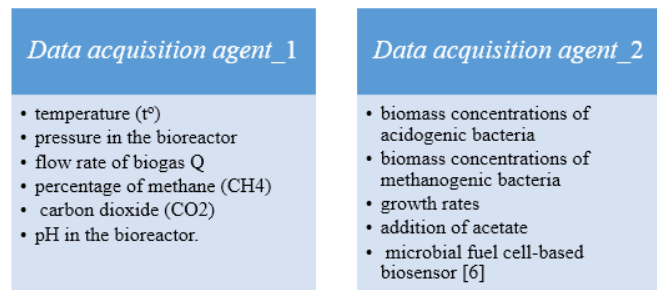 Data acquisition agent_1
• temperature (tº)
• pressure in the bioreactor
• flow rate of biogas Q
• percentage of methane (CH4)
• carbon dioxide (CO2)
• pH in the bioreactor.
Data acquisition agent_2
• biomass concentrations of
acidogenic bacteria
• biomass concentrations of
methanogenic bacteria
• growth rates
• addition of acetate
• microbial fuel cell-based
biosensor [6]